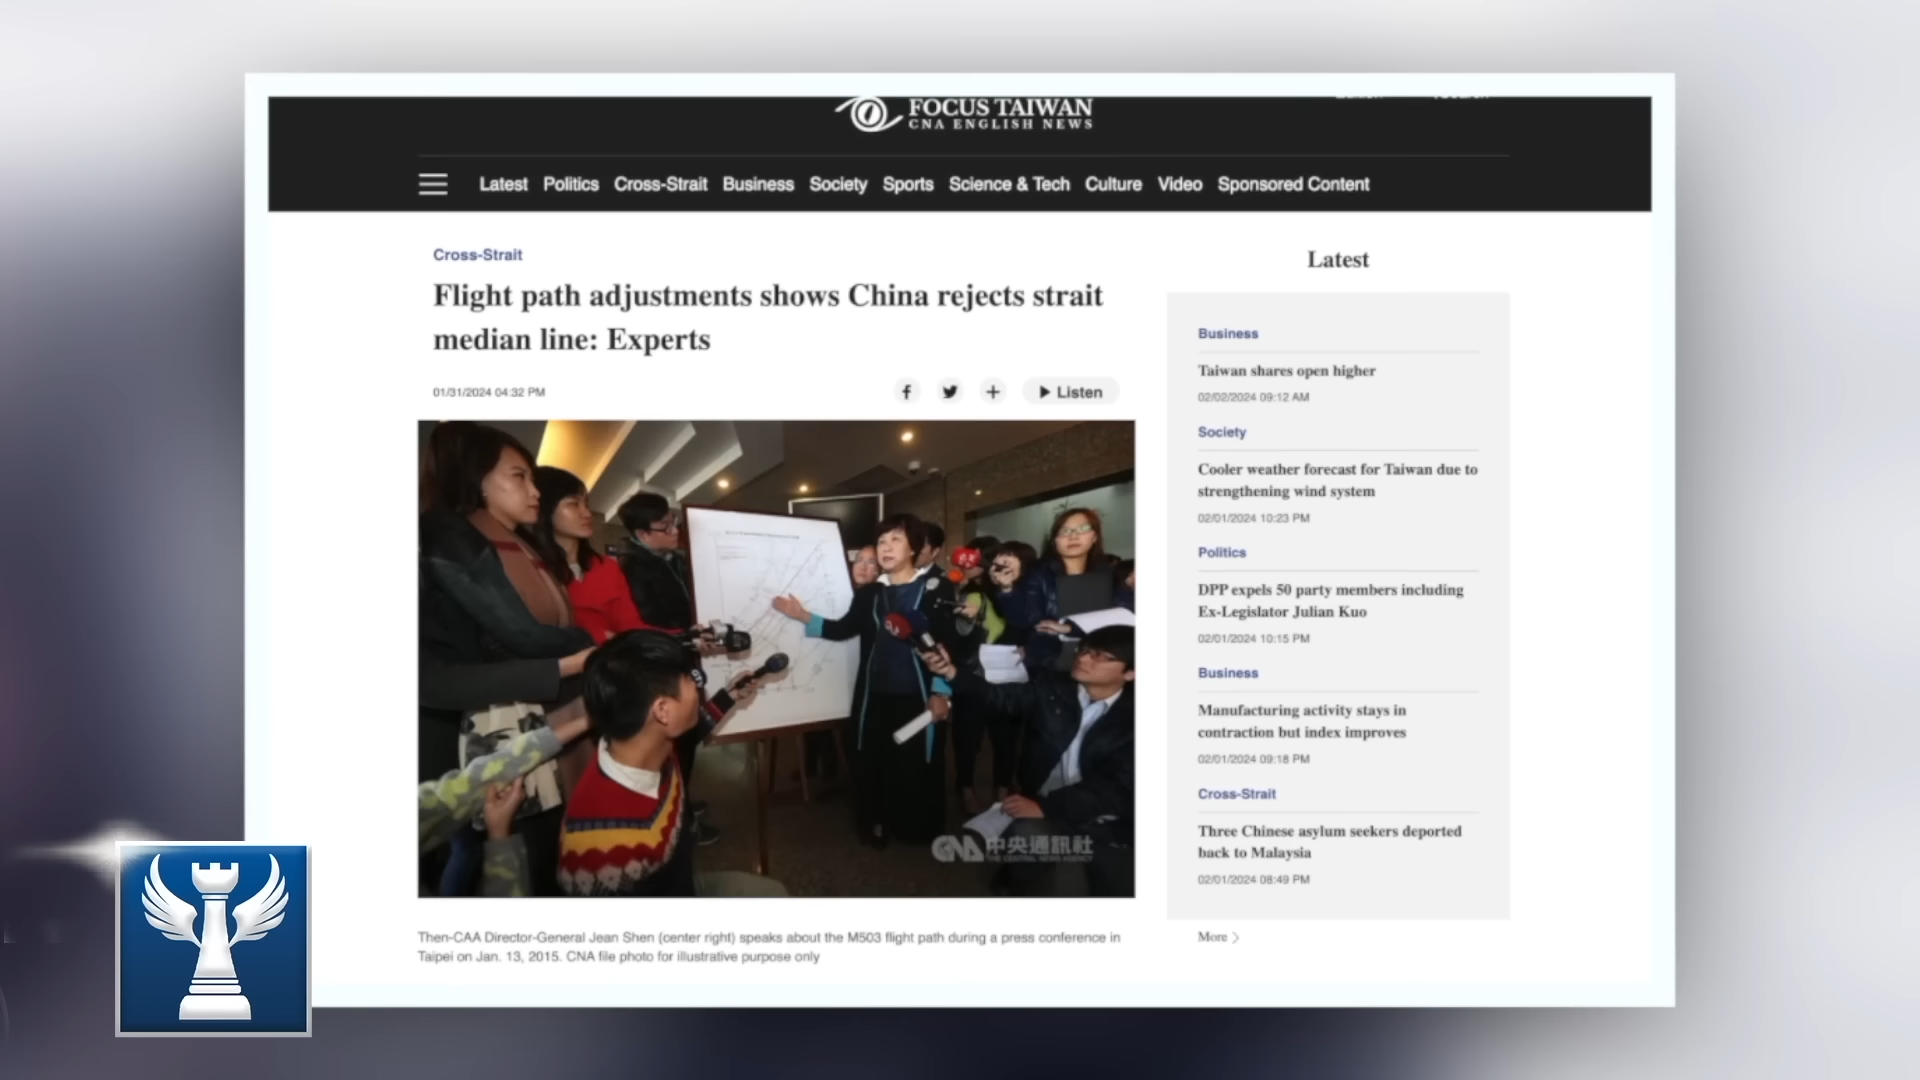 FOCUS TAIWAN
CNA ENGLISH NEWS
Latest Politics Cross-Strait Business Society Sports Science & Tech Culture Video Sponsored Content
Cross-Strait
Flight path adjustments shows China rejects strait
median line: Experts
01/31/2024 04:32 PM
Listen
中央通訊社
THE CENTRAL NEWS AGENCY
Then-CAA Director-General Jean Shen (center right) speaks about the M503 flight path during a press conference in
Taipei on Jan. 13, 2015. CNA file photo for illustrative purpose only
Latest
Business
Taiwan shares open higher
02/02/2024 09:12 AM
Society
Cooler weather forecast for Taiwan due to
strengthening wind system
02/01/2024 10:23 PM
Politics
DPP expels 50 party members including
Ex-Legislator Julian Kuo
02/01/2024 10:15 PM
Business
Manufacturing activity stays in
contraction but index improves
02/01/2024 09:18 PM
Cross-Strait
Three Chinese asylum seekers deported
back to Malaysia
02/01/2024 08:49 PM
More